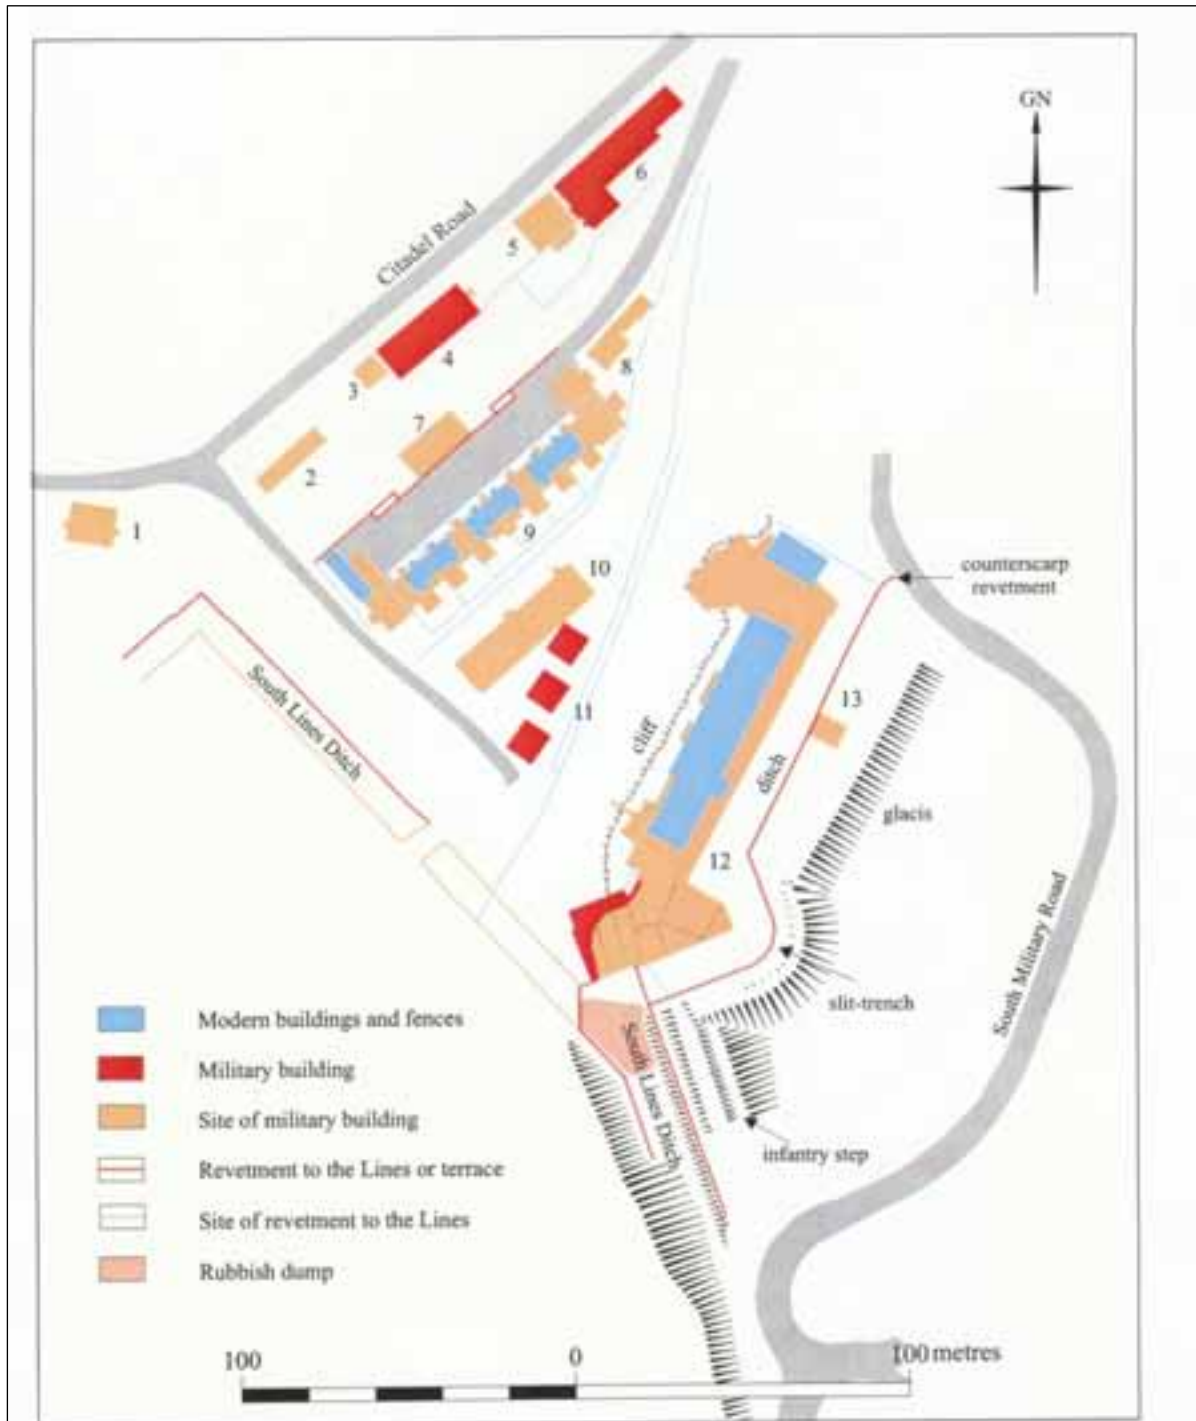 GN
6
Citadel Road
5
4
3
8
7
2
1
9
10
counterscarp
revetment
South Lines Ditch
11
13
cliff
ditch
glacis
12
South Military Road
slit-trench
South Lines Ditch
infantry step
Modern buildings and fences
Military building
Site of military building
Revetment to the Lines or terrace
Site of revetment to the Lines
Rubbish dump
100
0
100 metres